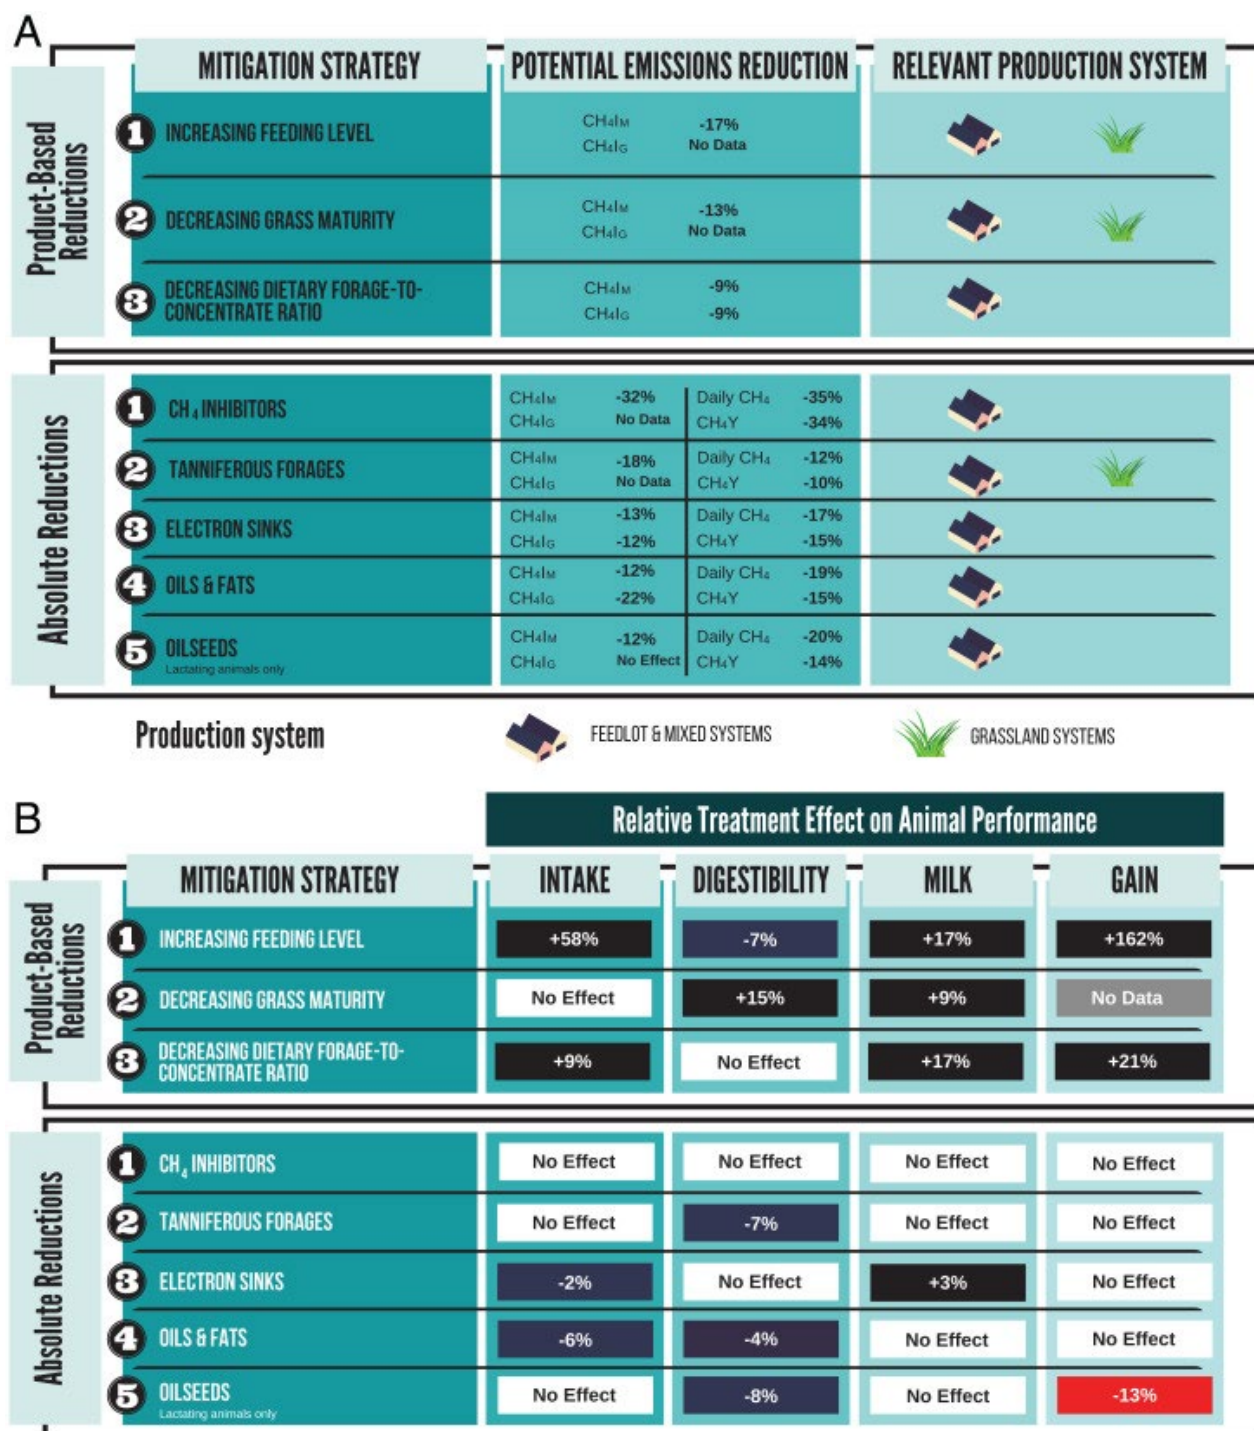 A
MITIGATION STRATEGY POTENTIAL EMISSIONS REDUCTION RELEVANT PRODUCTION SYSTEM
Product-Based
Reductions
1 INCREASING FEEDING LEVEL
CH₄IM -17%
CH₄IG No Data
2 DECREASING GRASS MATURITY
CH₄IM -13%
CH₄IG No Data
3 DECREASING DIETARY FORAGE-TO-
CONCENTRATE RATIO
CH₄IM -9%
CH₄IG -9%
Absolute Reductions
1 CH₄ INHIBITORS
CH₄IM -32% Daily CH₄ -35%
CH₄IG No Data CH₄Y -34%
2 TANNIFEROUS FORAGES
CH₄IM -18% Daily CH₄ -12%
CH₄IG No Data CH₄Y -10%
3 ELECTRON SINKS
CH₄IM -13% Daily CH₄ -17%
CH₄IG -12% CH₄Y -15%
4 OILS & FATS
CH₄IM -12% Daily CH₄ -19%
CH₄IG -22% CH₄Y -15%
5 OILSEEDS
Lactating animals only
CH₄IM -12% Daily CH₄ -20%
CH₄IG No Effect CH₄Y -14%
Production system FEEDLOT & MIXED SYSTEMS GRASSLAND SYSTEMS
B
Relative Treatment Effect on Animal Performance
MITIGATION STRATEGY INTAKE DIGESTIBILITY MILK GAIN
Product-Based
Reductions
1 INCREASING FEEDING LEVEL +58% -7% +17% +162%
2 DECREASING GRASS MATURITY No Effect +15% +9% No Data
3 DECREASING DIETARY FORAGE-TO-
CONCENTRATE RATIO +9% No Effect +17% +21%
Absolute Reductions
1 CH₄ INHIBITORS No Effect No Effect No Effect No Effect
2 TANNIFEROUS FORAGES No Effect -7% No Effect No Effect
3 ELECTRON SINKS -2% No Effect +3% No Effect
4 OILS & FATS -6% -4% No Effect No Effect
5 OILSEEDS No Effect -8% No Effect -13%
Lactating animals only